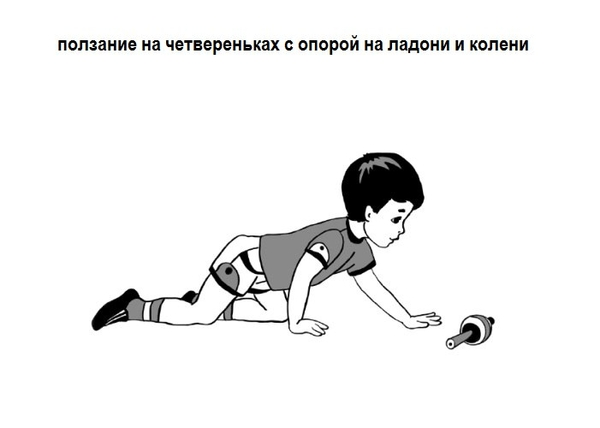 ползание на четвереньках с опорой на ладони и колени